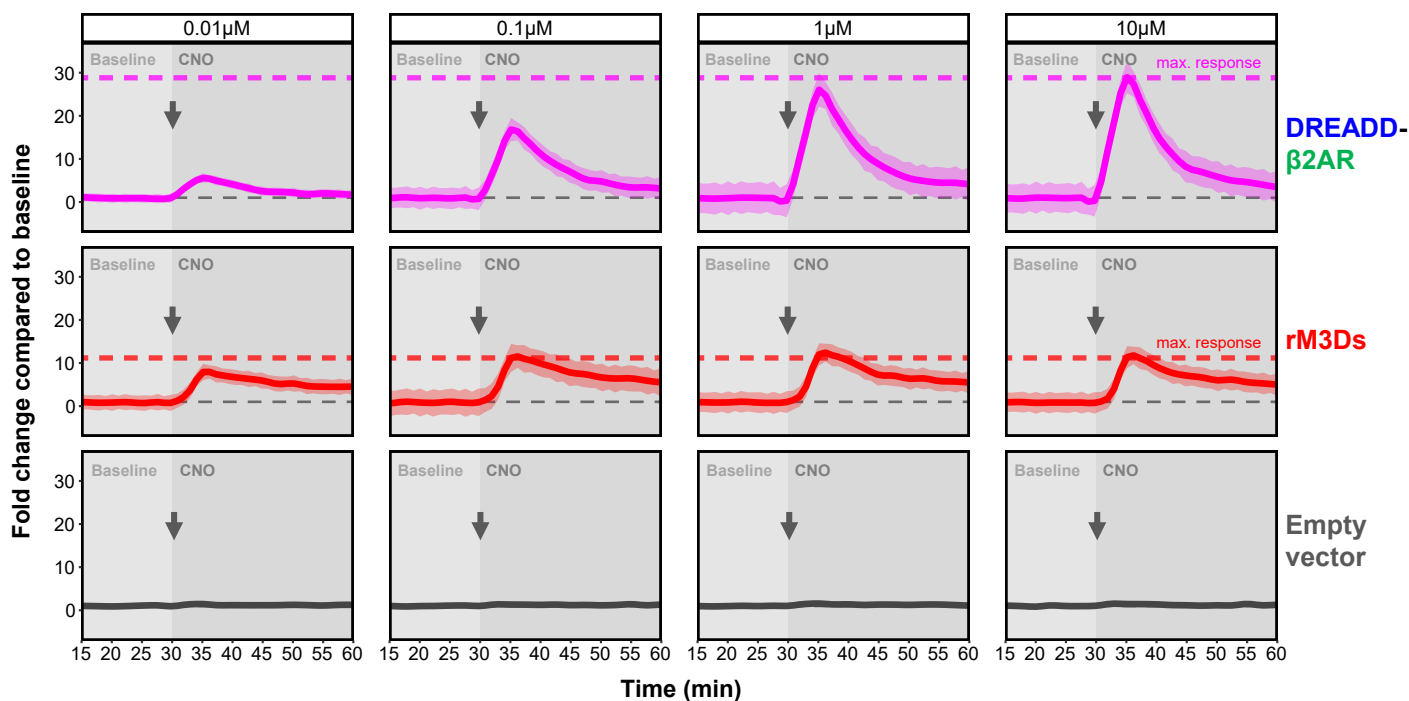 0.01µM 0.1µM 1µM 10µM
Baseline CNO Baseline CNO Baseline CNO Baseline CNO
max. response
30
20
10
0
DREADD-
β2AR
Baseline CNO Baseline CNO Baseline CNO Baseline CNO
30
20
max. response
10
0
rM3Ds
Baseline CNO Baseline CNO Baseline CNO Baseline CNO
30
20
10
0
Empty
vector
15 20 25 30 35 40 45 50 55 60 15 20 25 30 35 40 45 50 55 60 15 20 25 30 35 40 45 50 55 60 15 20 25 30 35 40 45 50 55 60
Time (min)
Fold change compared to baseline